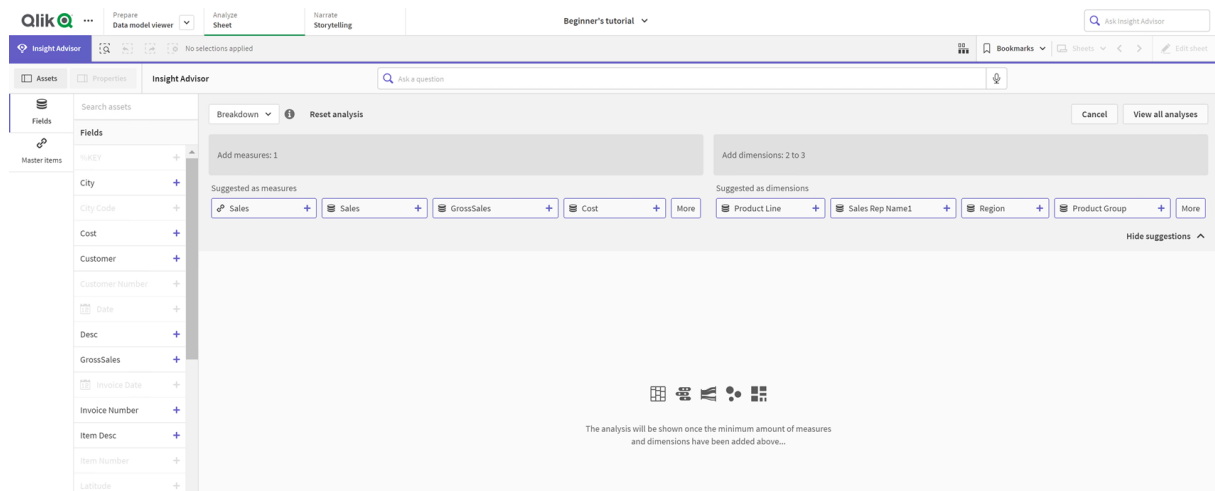 Qlik
Prepare
Data model viewer
Analyze
Sheet
Narrate
Storytelling
Beginner's tutorial
Ask Insight Advisor
Insight Advisor
No selections applied
Bookmarks
Sheets
Edit sheet
Assets
Properties
Insight Advisor
Ask a question
Fields
Master items
Search assets
Fields
%KEY
City
City Code
Cost
Customer
Customer Number
Date
Desc
GrossSales
Invoice Date
Invoice Number
Item Desc
Item Number
Latitude
Breakdown
Reset analysis
Cancel
View all analyses
Add measures: 1
Add dimensions: 2 to 3
Suggested as measures
Sales
Sales
GrossSales
Cost
More
Suggested as dimensions
Product Line
Sales Rep Name1
Region
Product Group
More
Hide suggestions
The analysis will be shown once the minimum amount of measures
and dimensions have been added above...